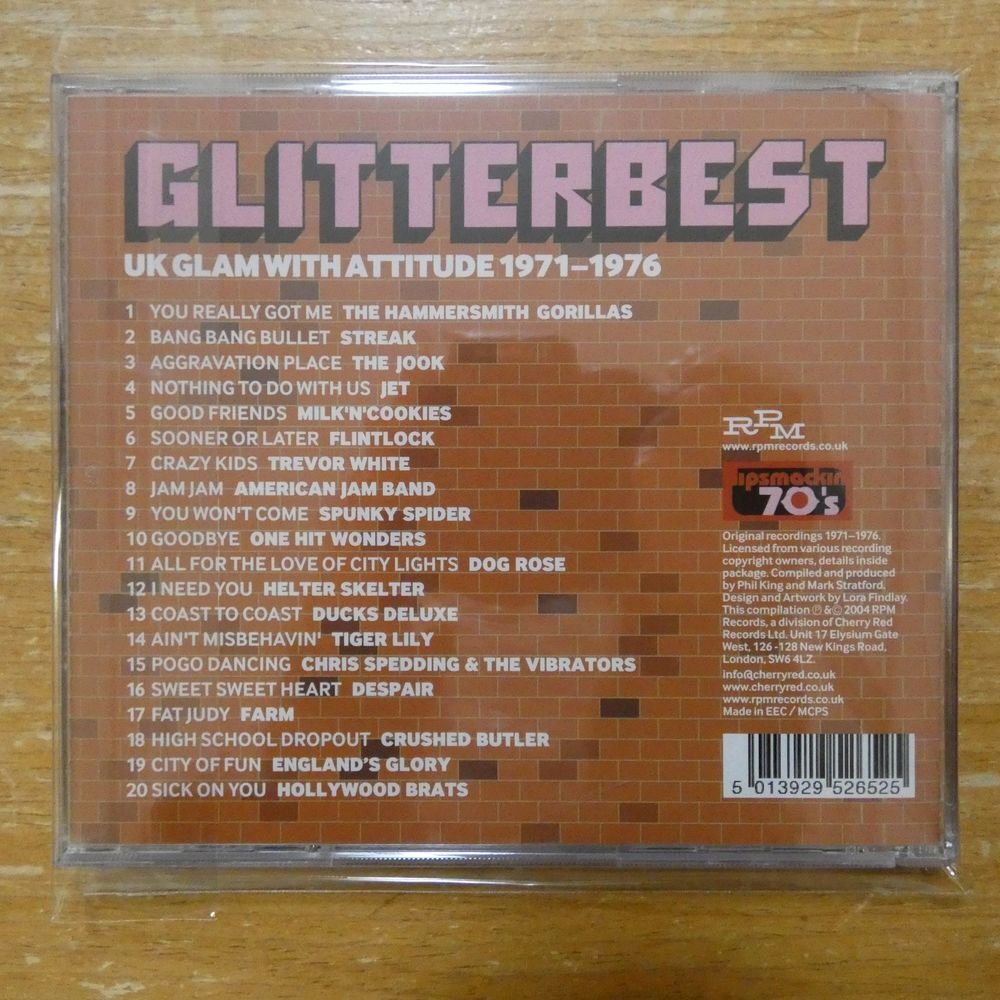 GLITTERBEST
UK GLAM WITH ATTITUDE 1971–1976
1 YOU REALLY GOT ME THE HAMMERSMITH GORILLAS
2 BANG BANG BULLET STREAK
3 AGGRAVATION PLACE THE JOOK
4 NOTHING TO DO WITH US JET
5 GOOD FRIENDS MILK'N'COOKIES
6 SOONER OR LATER FLINTLOCK
7 CRAZY KIDS TREVOR WHITE
8 JAM JAM AMERICAN JAM BAND
9 YOU WON'T COME SPUNKY SPIDER
10 GOODBYE ONE HIT WONDERS
11 ALL FOR THE LOVE OF CITY LIGHTS DOG ROSE
12 I NEED YOU HELTER SKELTER
13 COAST TO COAST DUCKS DELUXE
14 AIN'T MISBEHAVIN' TIGER LILY
15 POGO DANCING CHRIS SPEDDING & THE VIBRATORS
16 SWEET SWEET HEART DESPAIR
17 FAT JUDY FARM
18 HIGH SCHOOL DROPOUT CRUSHED BUTLER
19 CITY OF FUN ENGLAND'S GLORY
20 SICK ON YOU HOLLYWOOD BRATS
RPM
www.rpmrecords.co.uk
lipsmackin
70's
Original recordings 1971–1976.
Licensed from various recording
copyright owners, details inside
package. Compiled and produced
by Phil King and Mark Stratford.
Design and Artwork by Lora Findlay.
This compilation ℗ &© 2004 RPM
Records, a division of Cherry Red
Records Ltd. Unit 17 Elysium Gate
West, 126 -128 New Kings Road,
London, SW6 4LZ.
info@cherryred.co.uk
www.cherryred.co.uk
www.rpmrecords.co.uk
Made in EEC / MCPS
5 013929 526525